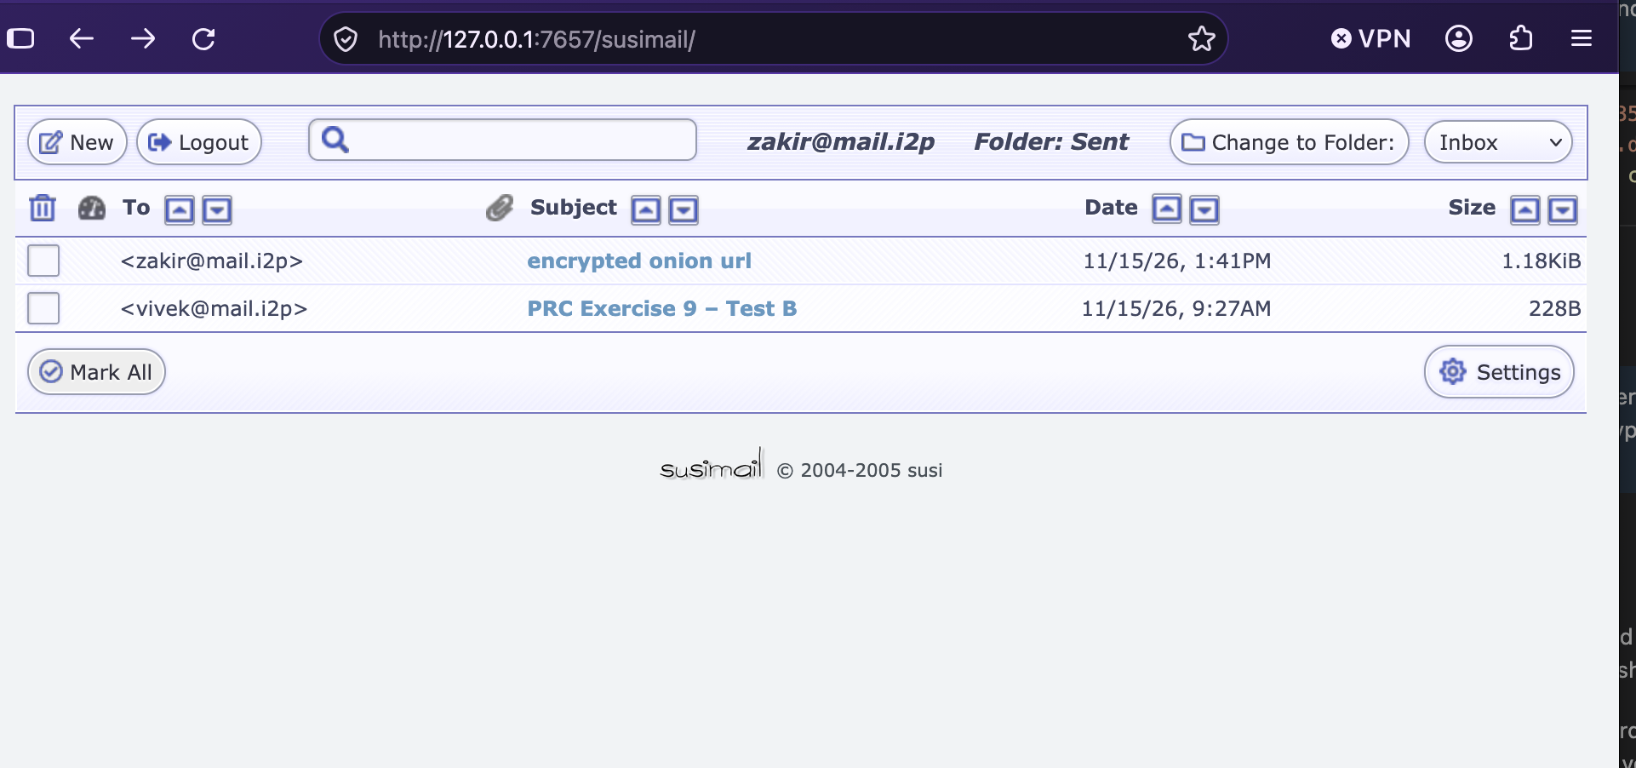 http://127.0.0.1:7657/susimail/
VPN
New
Logout
zakir@mail.i2p
Folder: Sent
Change to Folder:
Inbox
To
Subject
Date
Size
<zakir@mail.i2p> encrypted onion url 11/15/26, 1:41PM 1.18KiB
<vivek@mail.i2p> PRC Exercise 9 – Test B 11/15/26, 9:27AM 228B
Mark All
Settings
susimail © 2004-2005 susi